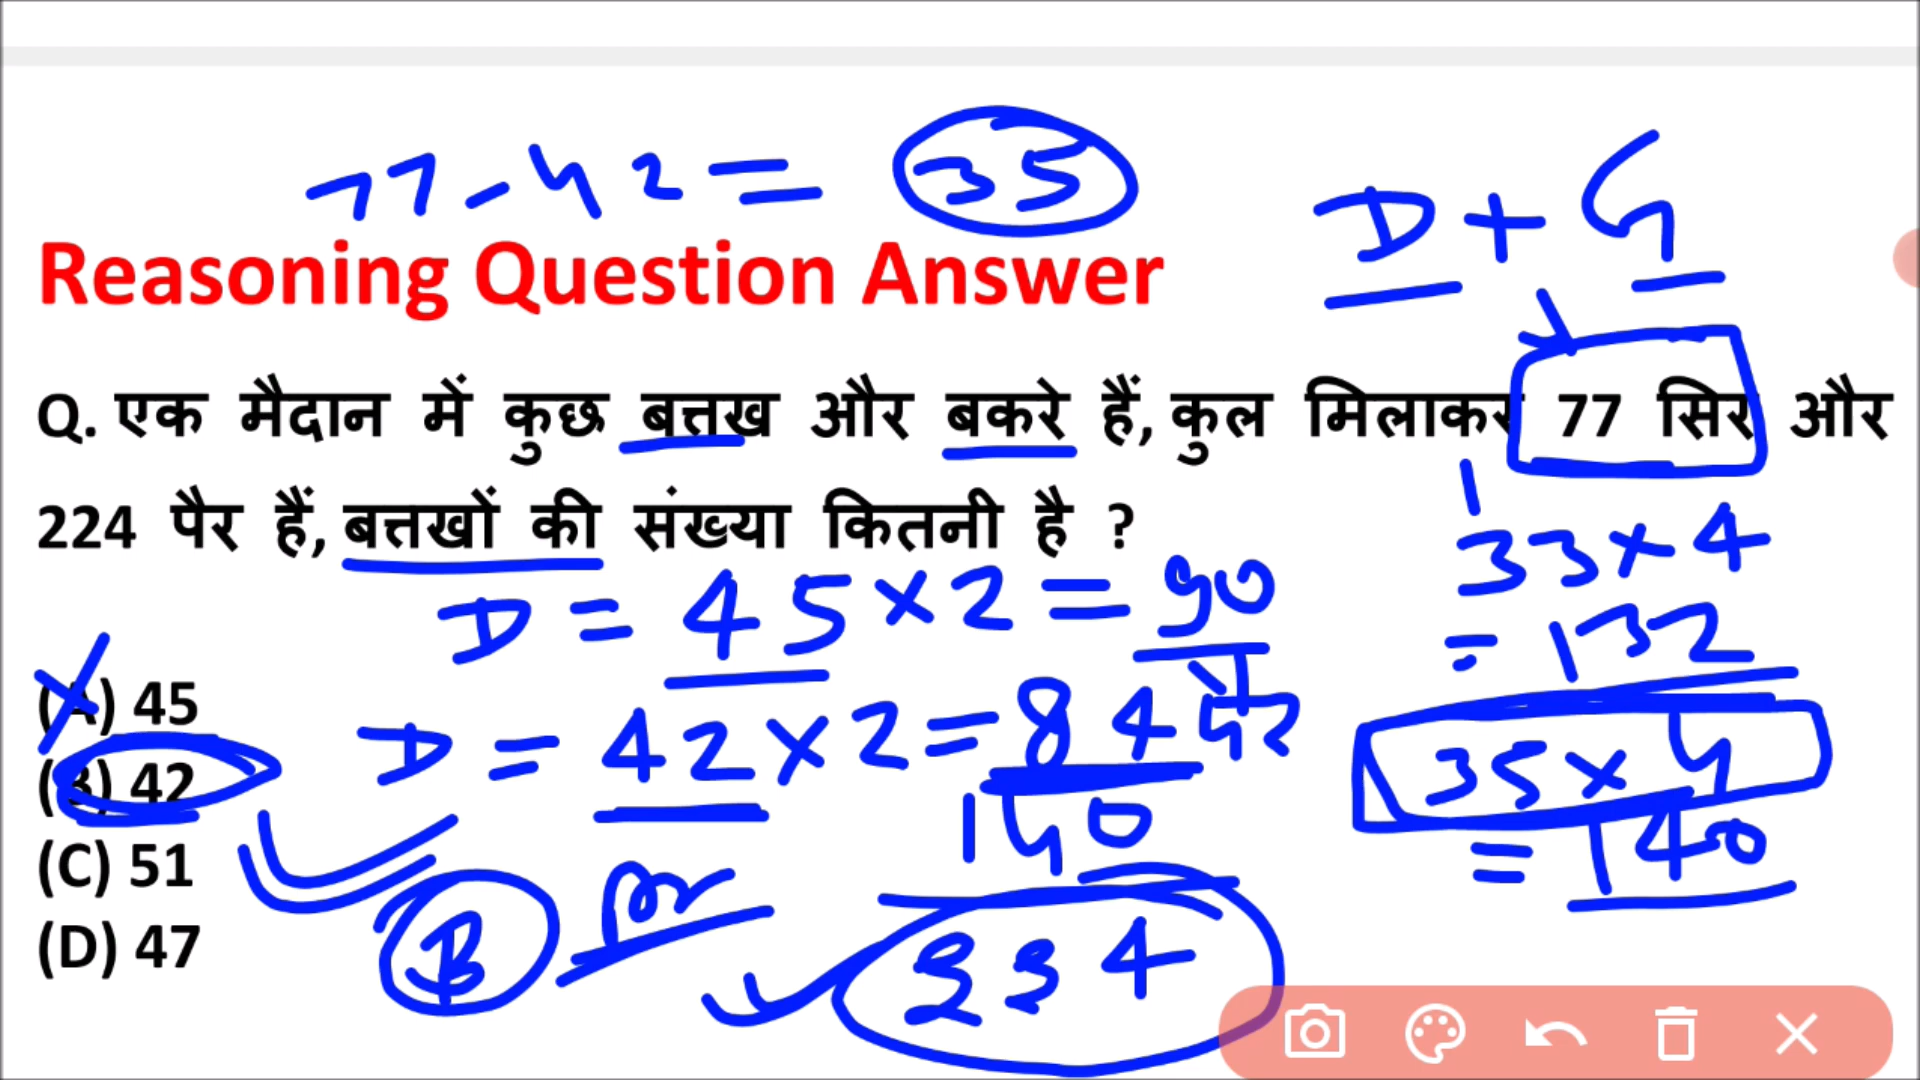 77-42=35
D+G
Reasoning Question Answer
Q. एक मैदान में कुछ बत्तख और बकरे हैं, कुल मिलाकर 77 सिर और
224 पैर हैं, बत्तखों की संख्या कितनी है ?
33×4
=132
D=45×2=90
(A) 45
D=42×2=84
42
35×4
(B) 42
140
=140
(C) 51
B
(D) 47